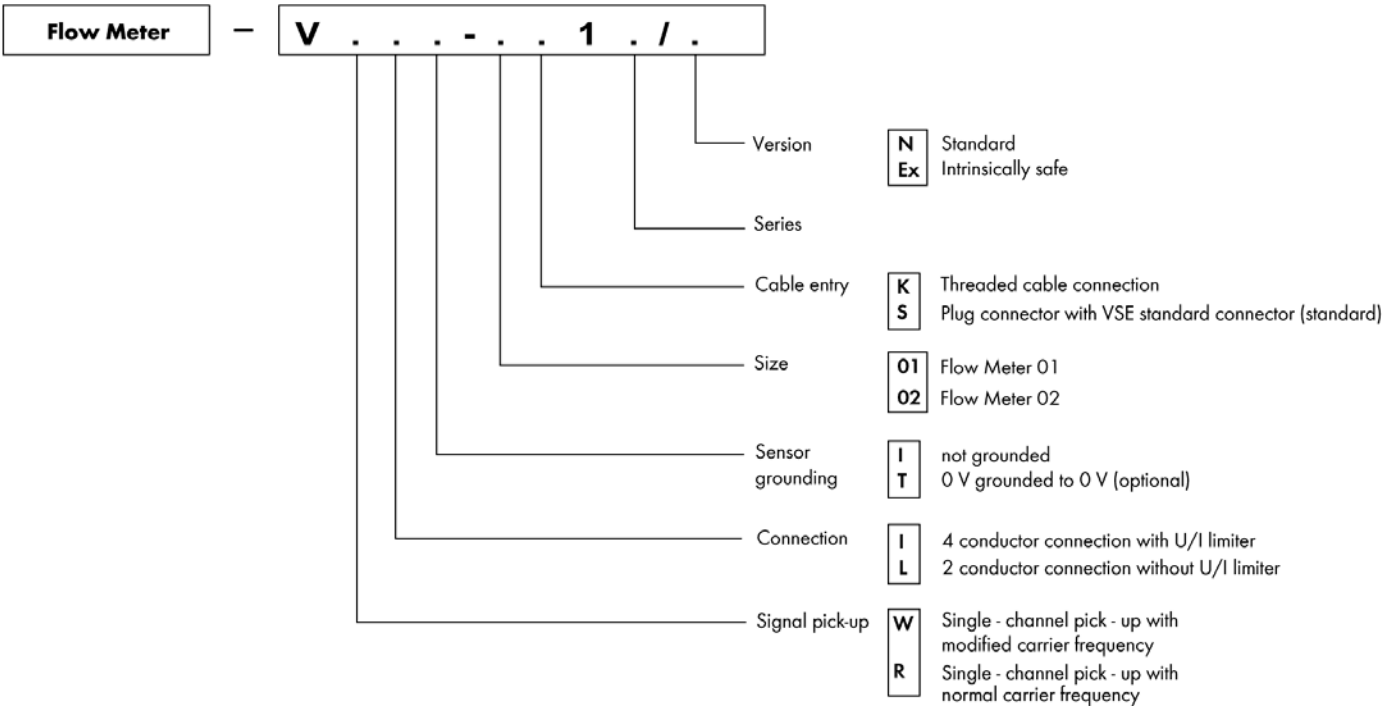 Flow Meter – V . . . - . . 1 . / .
Version N Standard
Ex Intrinsically safe
Series
Cable entry K Threaded cable connection
S Plug connector with VSE standard connector (standard)
Size 01 Flow Meter 01
02 Flow Meter 02
Sensor I not grounded
grounding T 0 V grounded to 0 V (optional)
Connection I 4 conductor connection with U/I limiter
L 2 conductor connection without U/I limiter
Signal pick-up W Single - channel pick - up with
modified carrier frequency
R Single - channel pick - up with
normal carrier frequency